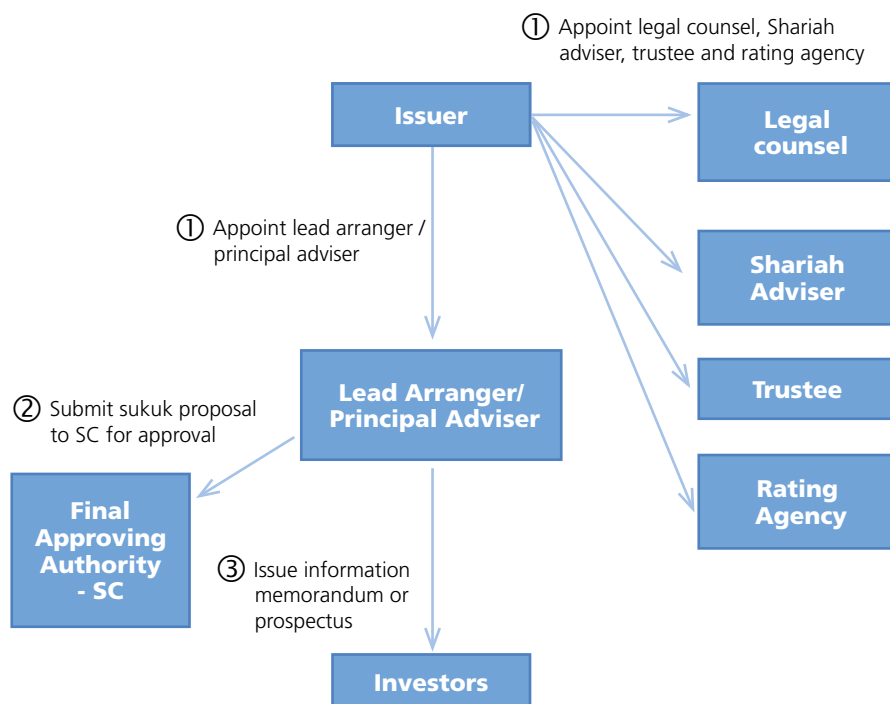 ① Appoint legal counsel, Shariah
adviser, trustee and rating agency
Issuer
Legal
counsel
① Appoint lead arranger /
principal adviser
Shariah
Adviser
Lead Arranger/
Principal Adviser
Trustee
② Submit sukuk proposal
to SC for approval
Rating
Agency
Final
Approving
Authority
- SC
③ Issue information
memorandum or
prospectus
Investors